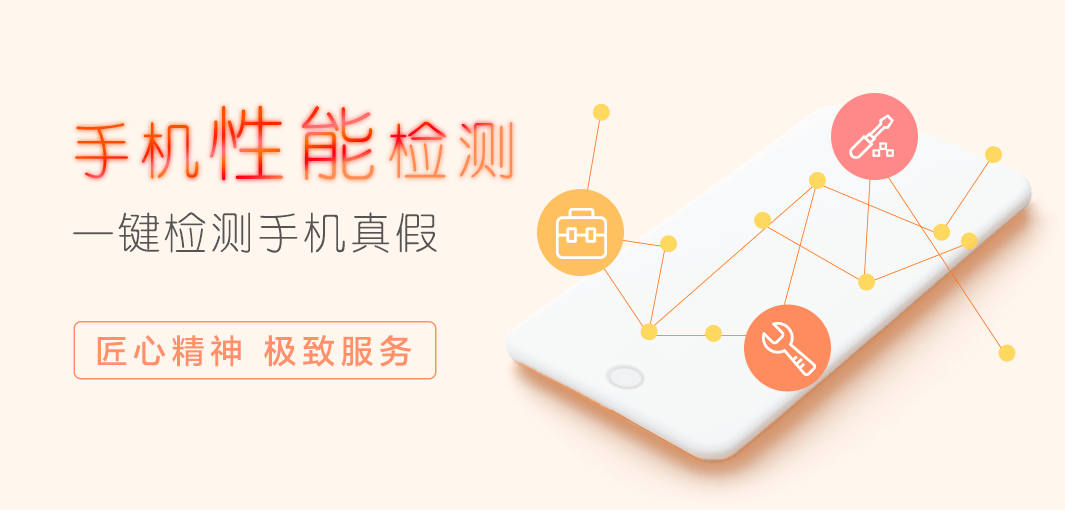 手机性能检测
一键检测手机真假
匠心精神 极致服务